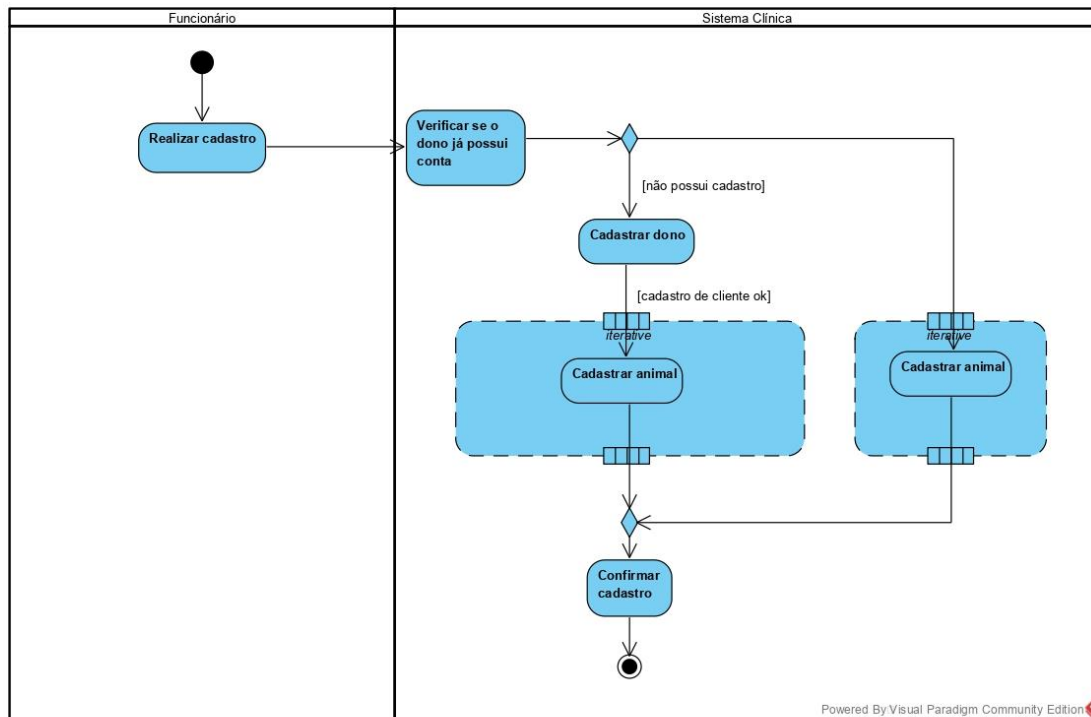 Funcionário
Sistema Clínica
Realizar cadastro
Verificar se o
dono já possui
conta
[não possui cadastro]
Cadastrar dono
[cadastro de cliente ok]
iterative
iterative
Cadastrar animal
Cadastrar animal
Confirmar
cadastro
Powered By Visual Paradigm Community Edition